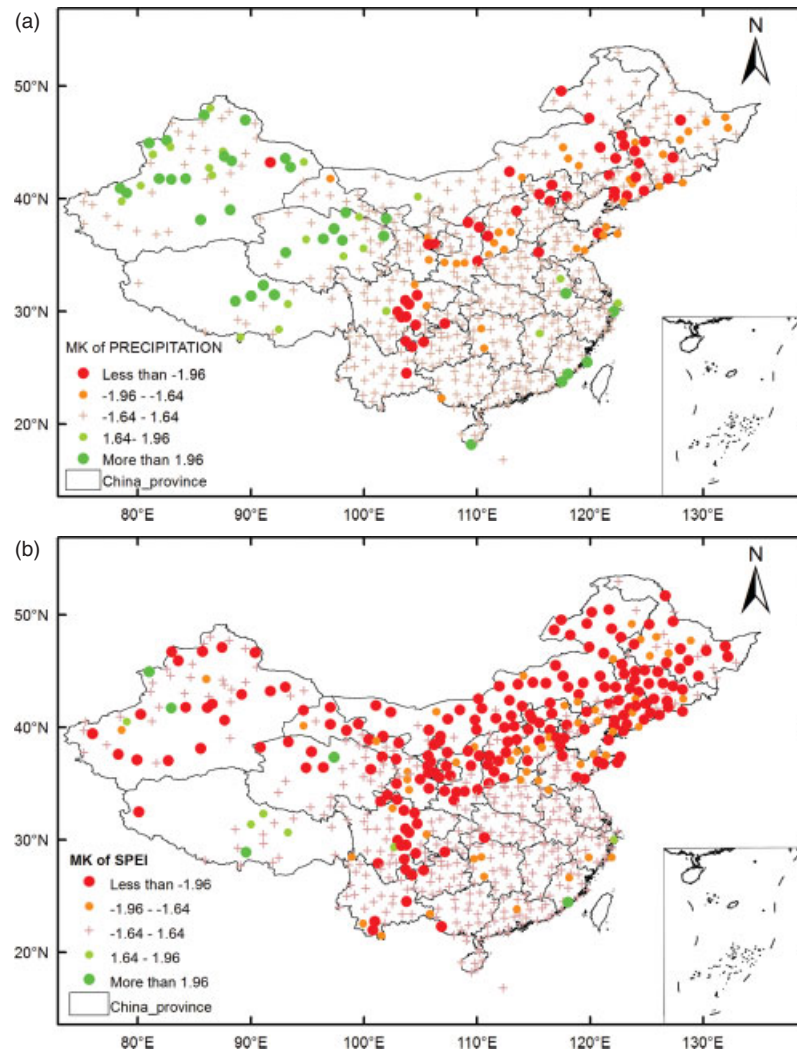 (a)
N
50°N
40°N
30°N
20°N
MK of PRECIPITATION
Less than -1.96
-1.96 - -1.64
-1.64 - 1.64
1.64- 1.96
More than 1.96
China_province
80°E 90°E 100°E 110°E 120°E 130°E
(b)
N
50°N
40°N
30°N
20°N
MK of SPEI
Less than -1.96
-1.96 - -1.64
-1.64 - 1.64
1.64 - 1.96
More than 1.96
China_province
80°E 90°E 100°E 110°E 120°E 130°E